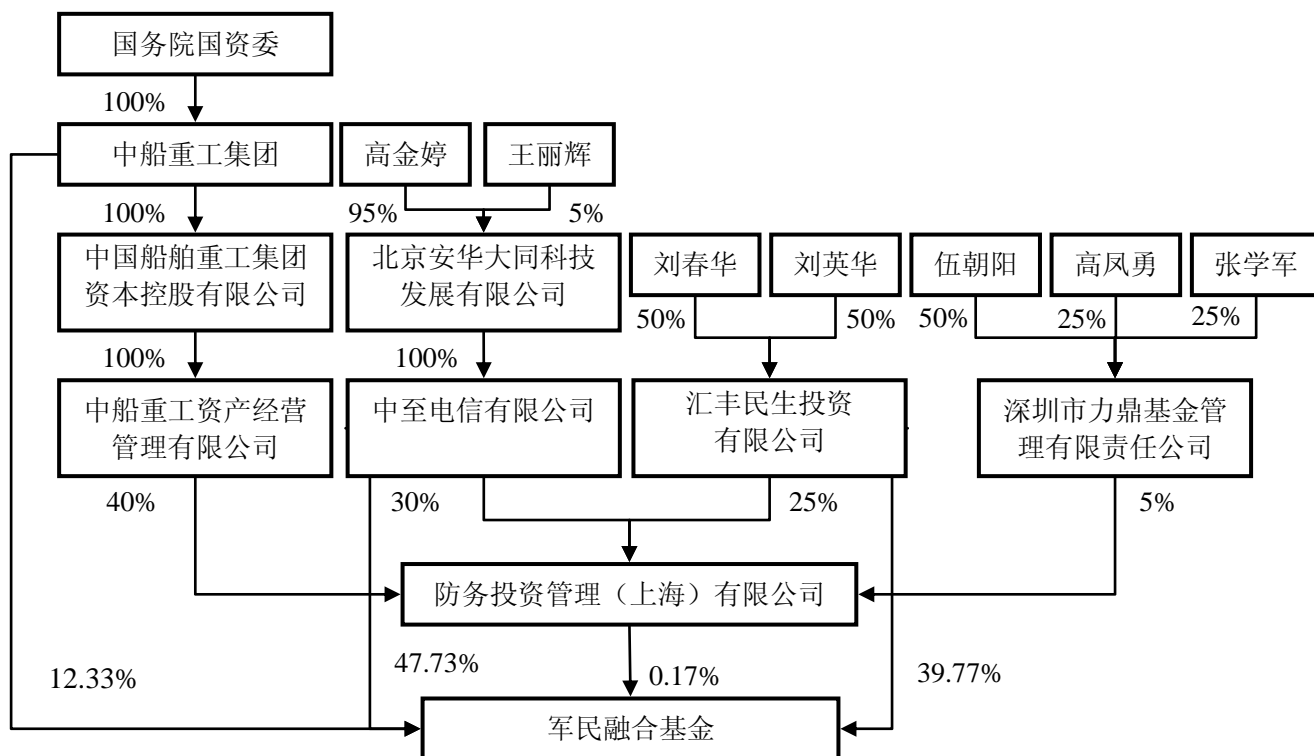 国务院国资委
100%
中船重工集团
高金婷
王丽辉
100%
95%
5%
中国船舶重工集团
资本控股有限公司
北京安华大同科技
发展有限公司
刘春华
刘英华
伍朝阳
高凤勇
张学军
50%
50%
50%
25%
25%
100%
100%
中船重工资产经营
管理有限公司
中至电信有限公司
汇丰民生投资
有限公司
深圳市力鼎基金管
理有限责任公司
40%
30%
25%
5%
防务投资管理（上海）有限公司
12.33%
47.73%
0.17%
39.77%
军民融合基金